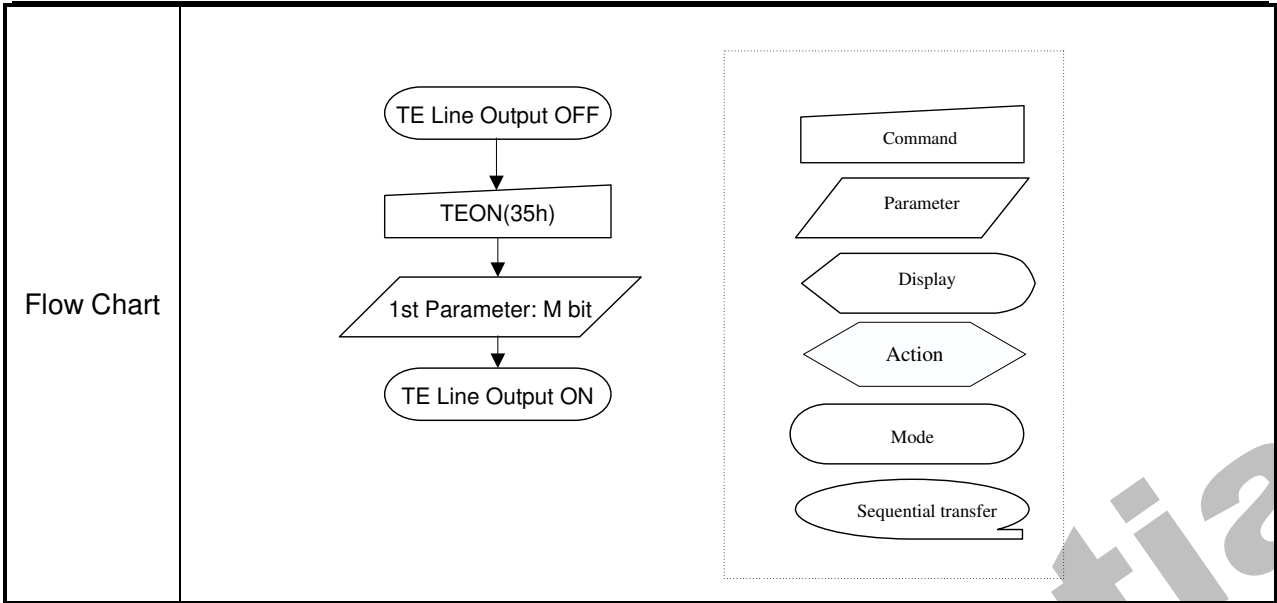 Flow Chart
TE Line Output OFF
TEON(35h)
1st Parameter: M bit
TE Line Output ON
Command
Parameter
Display
Action
Mode
Sequential transfer
tia